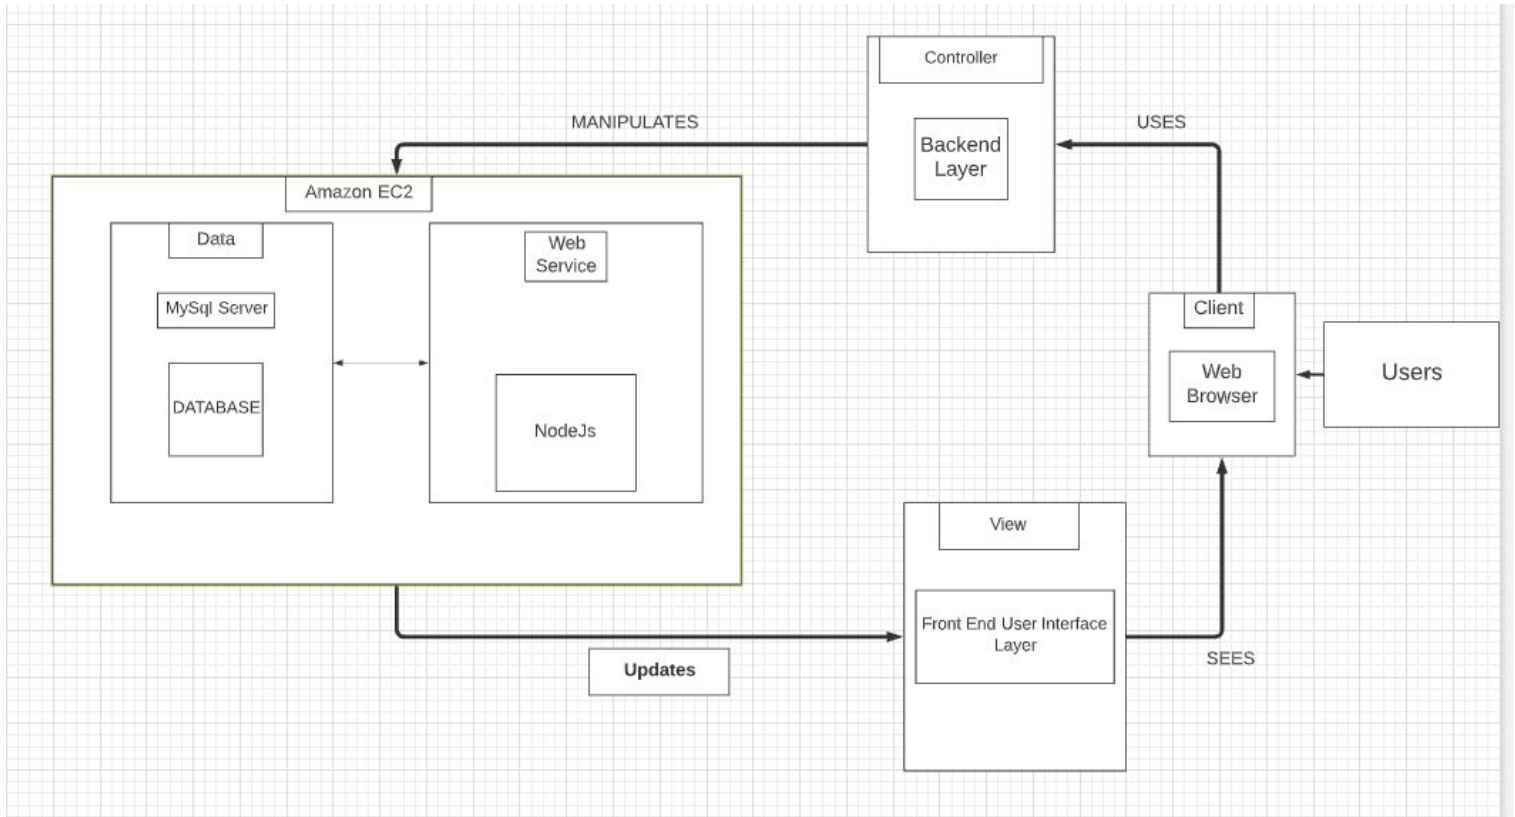 Controller
MANIPULATES
USES
Backend
Layer
Amazon EC2
Data
Web
Service
MySql Server
Client
Web
Browser
Users
DATABASE
NodeJs
View
Front End User Interface
Layer
Updates
SEES